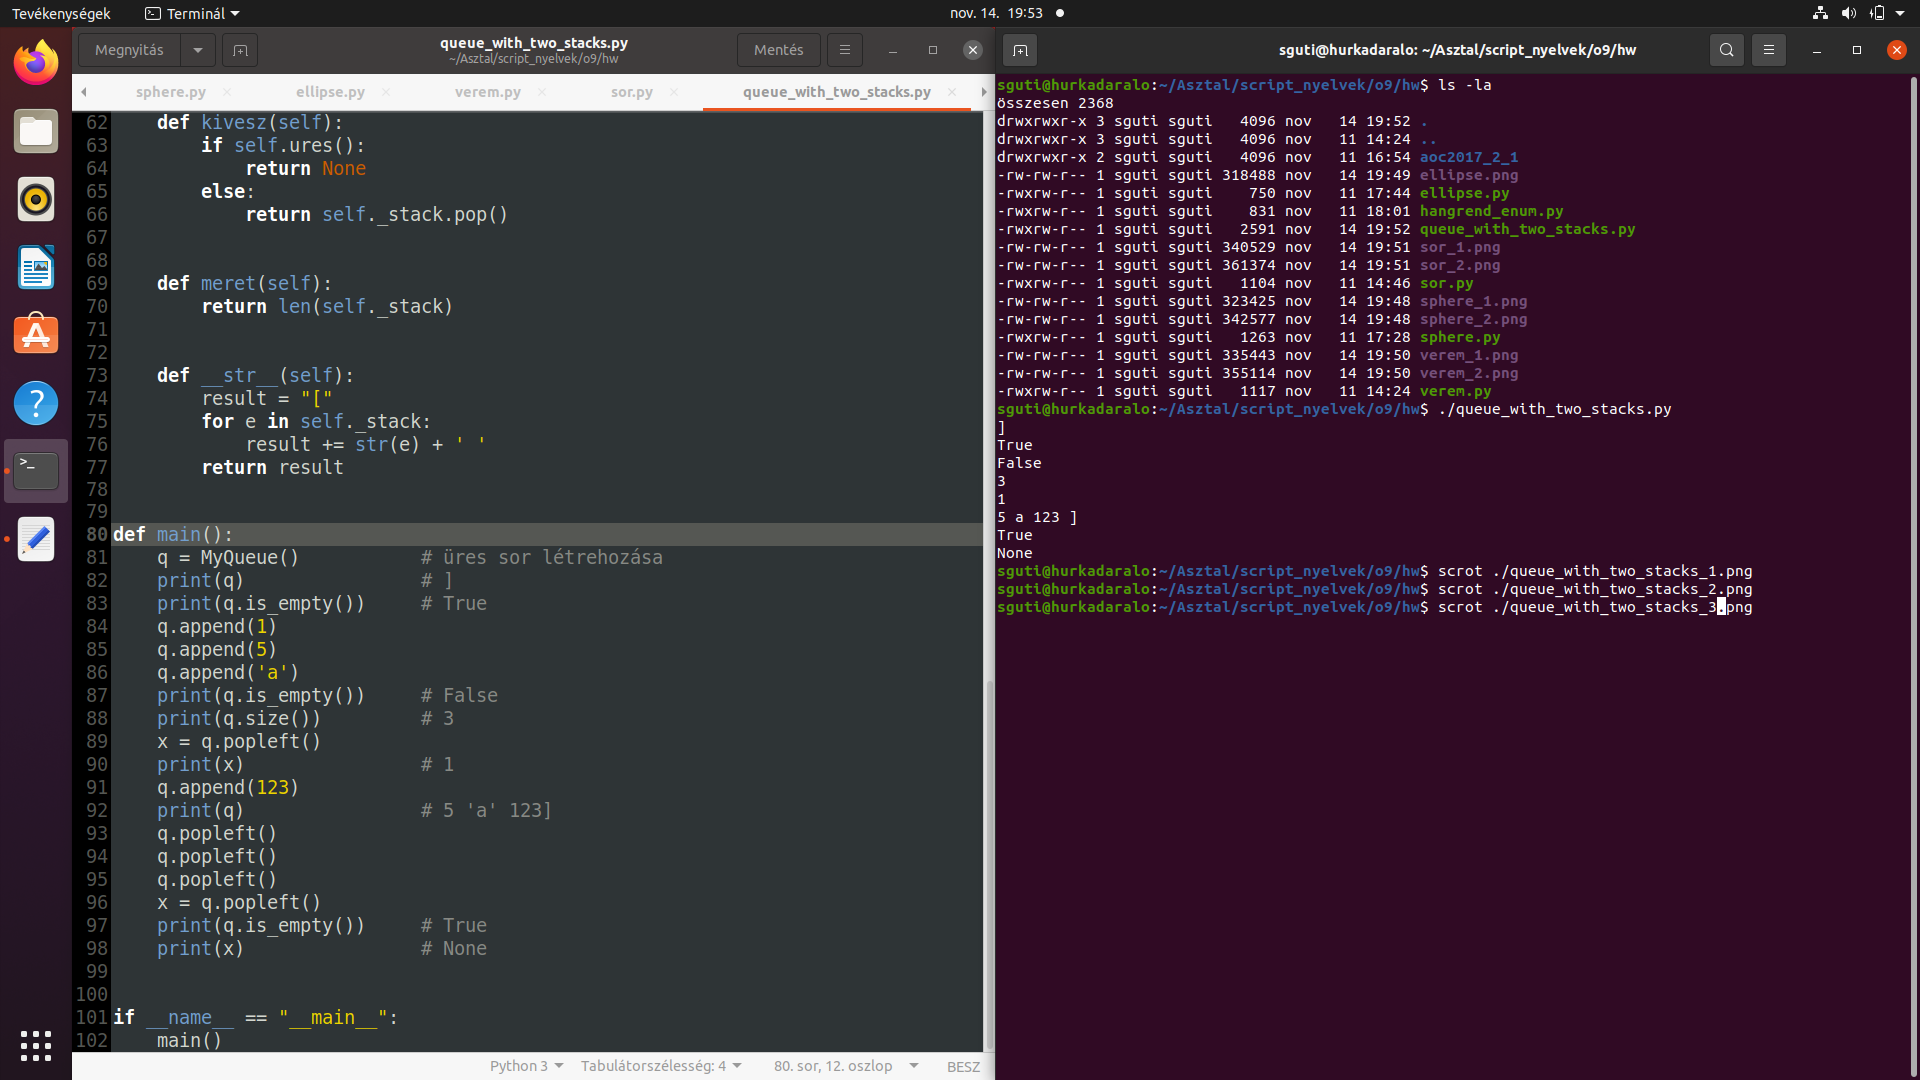 Tevékenységek
Terminál
nov. 14. 19:53
Megnyitás
queue_with_two_stacks.py
~/Asztal/script_nyelvek/o9/hw
Mentés
sphere.py
ellipse.py
verem.py
sor.py
queue_with_two_stacks.py
62     def kivesz(self):
63         if self.ures():
64             return None
65         else:
66             return self._stack.pop()
67
68
69     def meret(self):
70         return len(self._stack)
71
72
73     def __str__(self):
74         result = "["
75         for e in self._stack:
76             result += str(e) + ' '
77         return result
78
79
80 def main():
81     q = MyQueue()           # üres sor létrehozása
82     print(q)                # ]
83     print(q.is_empty())     # True
84     q.append(1)
85     q.append(5)
86     q.append('a')
87     print(q.is_empty())     # False
88     print(q.size())         # 3
89     x = q.popleft()
90     print(x)                # 1
91     q.append(123)
92     print(q)                # 5 'a' 123]
93     q.popleft()
94     q.popleft()
95     q.popleft()
96     x = q.popleft()
97     print(q.is_empty())     # True
98     print(x)                # None
99
100
101 if __name__ == "__main__":
102     main()
Python 3
Tabulátorszélesség: 4
80. sor, 12. oszlop
BESZ
sguti@hurkadaralo: ~/Asztal/script_nyelvek/o9/hw
sguti@hurkadaralo:~/Asztal/script_nyelvek/o9/hw$ ls -la
összesen 2368
drwxrwxr-x 3 sguti sguti   4096 nov   14 19:52 .
drwxrwxr-x 3 sguti sguti   4096 nov   11 14:24 ..
drwxrwxr-x 2 sguti sguti   4096 nov   11 16:54 aoc2017_2_1
-rw-rw-r-- 1 sguti sguti 318488 nov   14 19:49 ellipse.png
-rwxrw-r-- 1 sguti sguti    750 nov   11 17:44 ellipse.py
-rwxrw-r-- 1 sguti sguti    831 nov   11 18:01 hangrend_enum.py
-rwxrw-r-- 1 sguti sguti   2591 nov   14 19:52 queue_with_two_stacks.py
-rw-rw-r-- 1 sguti sguti 340529 nov   14 19:51 sor_1.png
-rw-rw-r-- 1 sguti sguti 361374 nov   14 19:51 sor_2.png
-rwxrw-r-- 1 sguti sguti   1104 nov   11 14:46 sor.py
-rw-rw-r-- 1 sguti sguti 323425 nov   14 19:48 sphere_1.png
-rw-rw-r-- 1 sguti sguti 342577 nov   14 19:48 sphere_2.png
-rwxrw-r-- 1 sguti sguti   1263 nov   11 17:28 sphere.py
-rw-rw-r-- 1 sguti sguti 335443 nov   14 19:50 verem_1.png
-rw-rw-r-- 1 sguti sguti 355114 nov   14 19:50 verem_2.png
-rwxrw-r-- 1 sguti sguti   1117 nov   11 14:24 verem.py
sguti@hurkadaralo:~/Asztal/script_nyelvek/o9/hw$ ./queue_with_two_stacks.py
]
True
False
3
1
5 a 123 ]
True
None
sguti@hurkadaralo:~/Asztal/script_nyelvek/o9/hw$ scrot ./queue_with_two_stacks_1.png
sguti@hurkadaralo:~/Asztal/script_nyelvek/o9/hw$ scrot ./queue_with_two_stacks_2.png
sguti@hurkadaralo:~/Asztal/script_nyelvek/o9/hw$ scrot ./queue_with_two_stacks_3.png